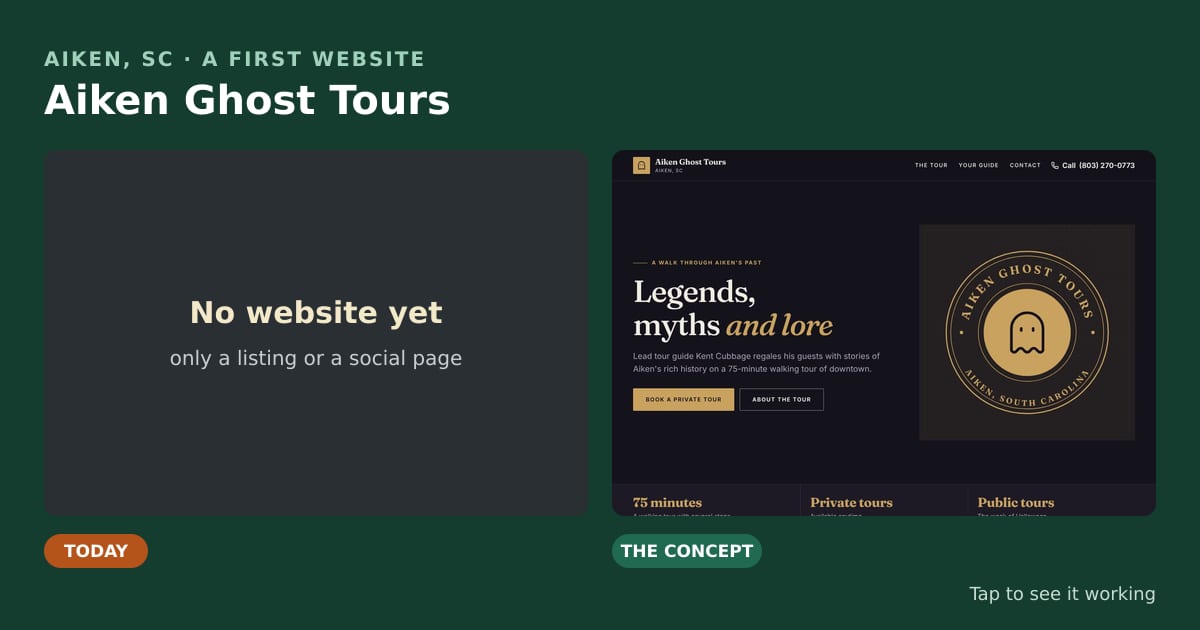 AIKEN, SC · A FIRST WEBSITE
Aiken Ghost Tours
No website yet
only a listing or a social page
Aiken Ghost Tours
AIKEN, SC
THE TOUR
YOUR GUIDE
CONTACT
Call (803) 270-0773
A WALK THROUGH AIKEN'S PAST
Legends,
myths and lore
Lead tour guide Kent Cubbage regales his guests with stories of
Aiken's rich history on a 75-minute walking tour of downtown.
BOOK A PRIVATE TOUR
ABOUT THE TOUR
AIKEN GHOST TOURS
AIKEN, SOUTH CAROLINA
75 minutes
Private tours
Public tours
TODAY
THE CONCEPT
Tap to see it working